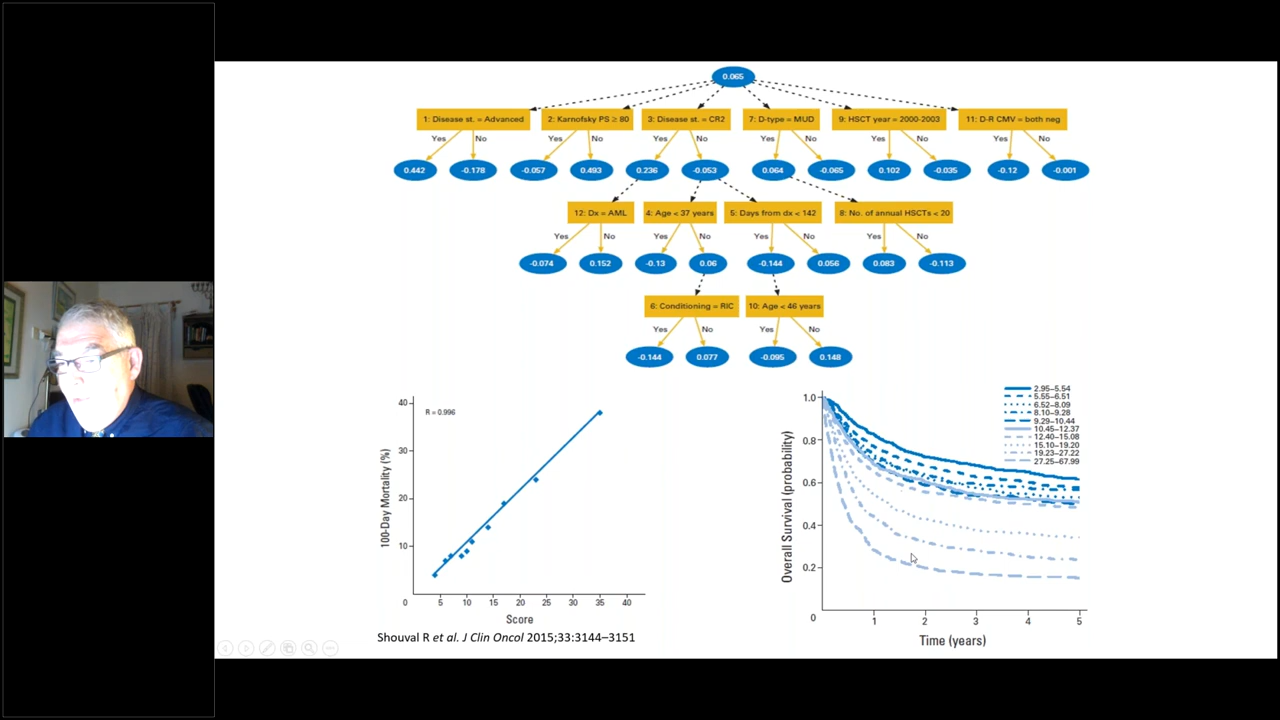 0.065
1: Disease st. = Advanced 2: Karnofsky PS ≥ 80 3: Disease st. = CR2 7: D-type = MUD 9: HSCT year = 2000-2003 11: D-R CMV = both neg
Yes No Yes No Yes No Yes No Yes No Yes No
0.442 -0.178 -0.057 0.493 0.236 -0.053 0.064 -0.065 0.102 -0.035 -0.12 -0.001
12: Dx = AML 4: Age < 37 years 5: Days from dx < 142 8: No. of annual HSCTs < 20
Yes No Yes No Yes No Yes No
-0.074 0.152 -0.13 0.06 -0.144 0.056 0.083 -0.113
6: Conditioning = RIC 10: Age < 46 years
Yes No Yes No
-0.144 0.077 -0.095 0.148
R = 0.996
40
30
20
10
0 5 10 15 20 25 30 35 40
100-Day Mortality (%)
Score
2.95–5.54
5.55–6.51
6.52–8.09
8.10–9.28
9.29–10.44
10.45–12.37
12.40–15.08
15.10–19.20
19.23–27.22
27.25–67.99
1.0
0.8
0.6
0.4
0.2
0 1 2 3 4 5
Overall Survival (probability)
Time (years)
Shouval R et al. J Clin Oncol 2015;33:3144–3151